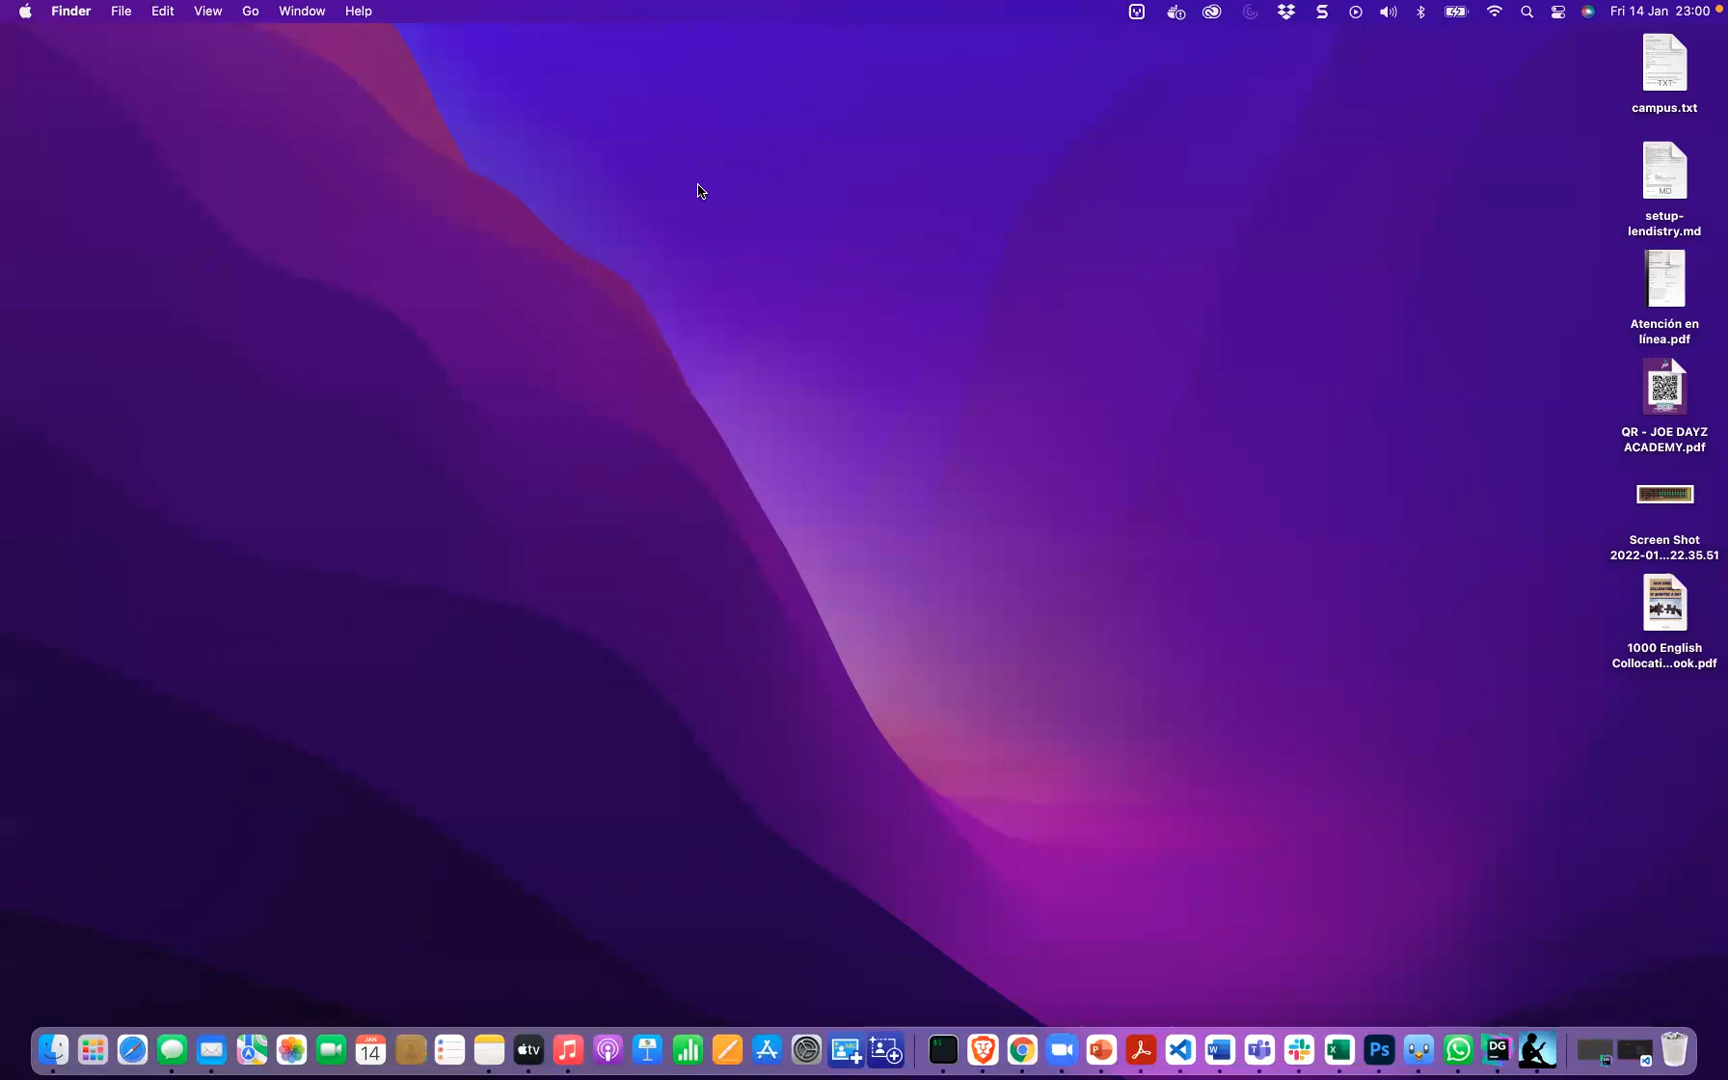 Finder File Edit View Go Window Help Fri 14 Jan 23:00
TXT
campus.txt
MD
setup-
lendistry.md
Atención en
línea.pdf
QR - JOE DAYZ
ACADEMY.pdf
Screen Shot
2022-01...22.35.51
1000 English
Collocati...ook.pdf
JAN
14
tv
DG